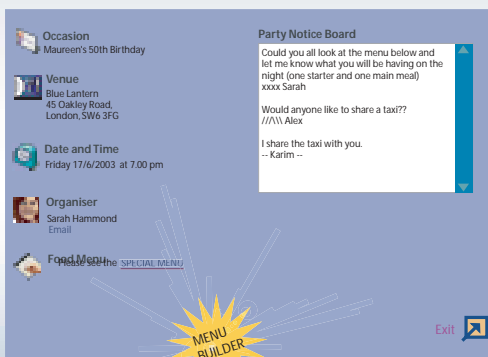 Occasion
Maureen's 50th Birthday
Venue
Blue Lantern
45 Oakley Road,
London, SW6 3FG
Date and Time
Friday 17/6/2003 at 7.00 pm
Organiser
Sarah Hammond
Email
Food Menu
Please see the SPECIAL MENU
Party Notice Board
Could you all look at the menu below and
let me know what you will be having on the
night (one starter and one main meal)
xxxx Sarah
Would anyone like to share a taxi??
///\\\ Alex
I share the taxi with you.
-- Karim --
MENU
BUILDER
Exit